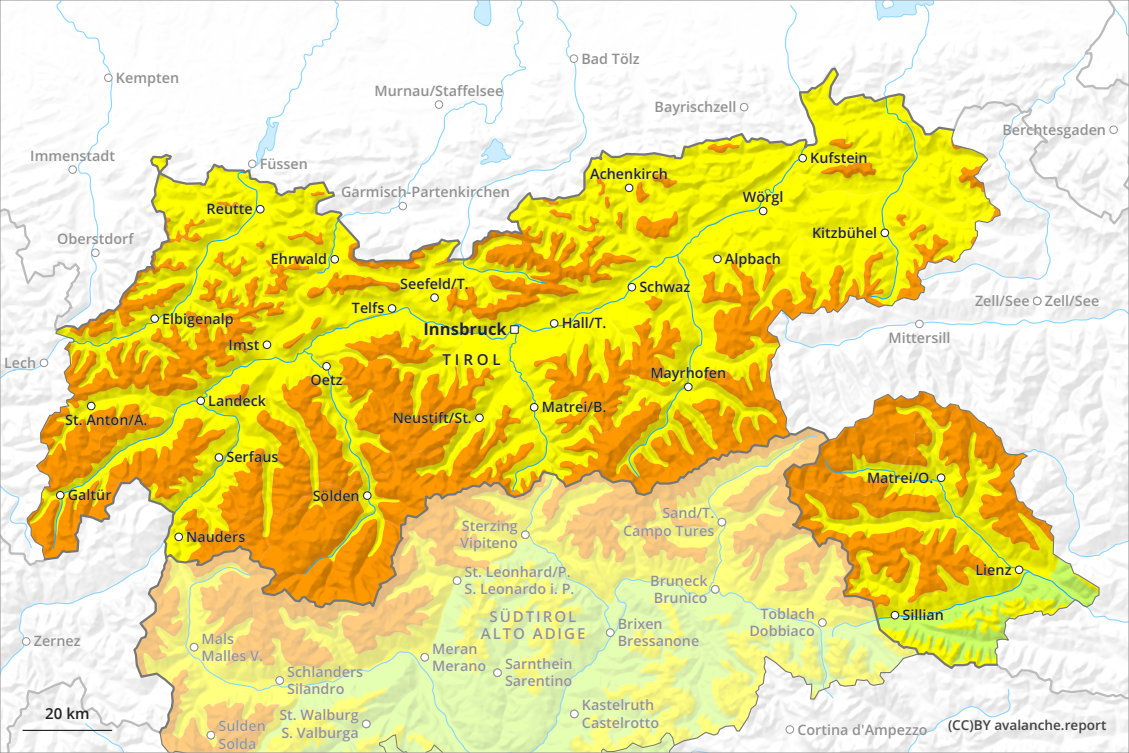 Kempten
Bad Tölz
Murnau/Staffelsee
Bayrischzell
Berchtesgaden
Immenstadt
Füssen
Kufstein
Achenkirch
Garmisch-Partenkirchen
Wörgl
Reutte
Oberstdorf
Kitzbühel
Ehrwald
Alpbach
Seefeld/T.
Schwaz
Zell/See
Zell/See
Telfs
Elbigenalp
Innsbruck
Hall/T.
Mittersill
Imst
TIROL
Lech
Oetz
Mayrhofen
Landeck
Matrei/B.
St. Anton/A.
Neustift/St.
Serfaus
Matrei/O.
Galtür
Sölden
Sand/T.
Campo Tures
Sterzing
Vipiteno
Nauders
Lienz
St. Leonhard/P.
S. Leonardo i. P.
Bruneck
Brunico
SÜDTIROL
ALTO ADIGE
Toblach
Dobbiaco
Sillian
Brixen
Bressanone
Zernez
Mals
Malles V.
Meran
Merano
Sarnthein
Sarentino
Schlanders
Silandro
20 km
St. Walburg
S. Valburga
Kastelruth
Castelrotto
Sulden
Solda
Cortina d'Ampezzo
(CC)BY avalanche.report